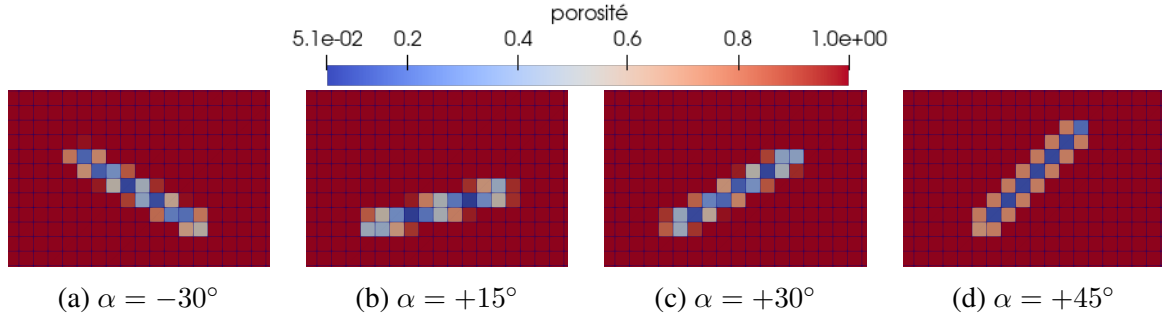 porosité
5.1e-02 0.2 0.4 0.6 0.8 1.0e+00
(a) α = −30° (b) α = +15° (c) α = +30° (d) α = +45°